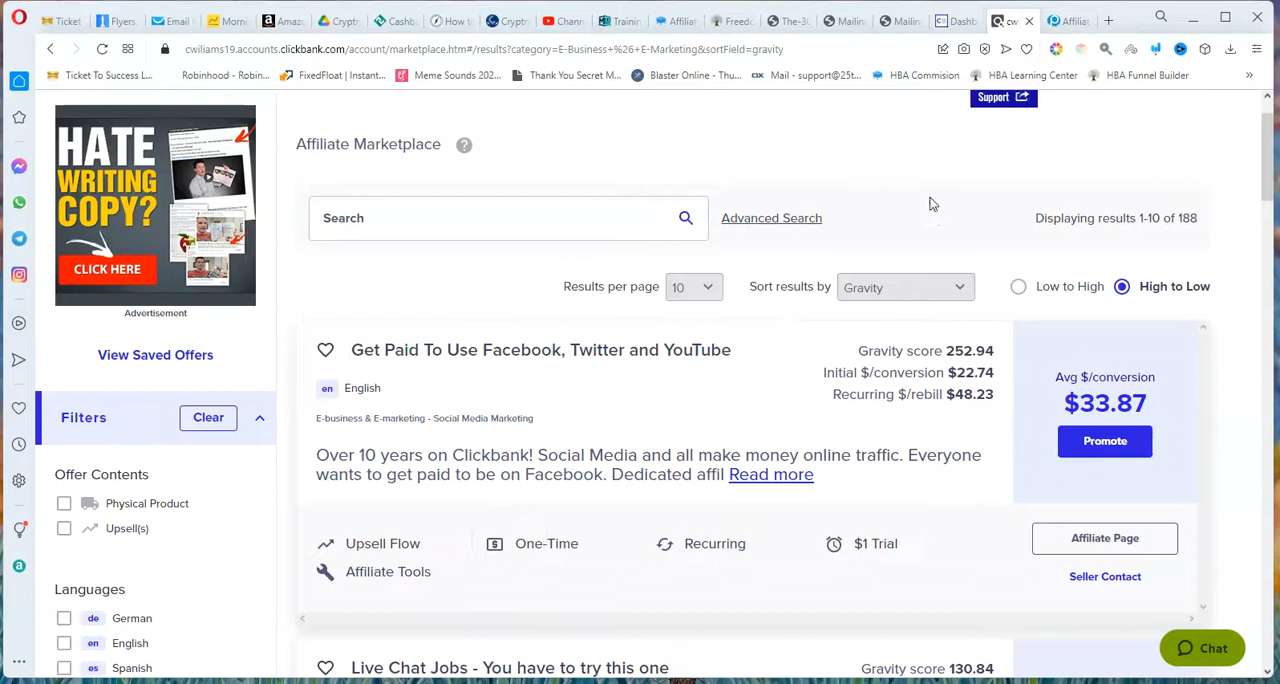 Ticket
Flyers.
Email
Morni
Amazo
Crypto
Cashb
How to
Crypto
Chann
Trainin
Affiliat
Freedo
The-3(
Mailin
Mailin
Dashb
cw
Affiliat
cwiliams19.accounts.clickbank.com/account/marketplace.htm#/results?category=E-Business %26+E-Marketing&sortField=gravity
Ticket To Success L...
Robinhood - Robin...
FixedFloat | Instant...
Meme Sounds 202...
Thank You Secret M...
Blaster Online - Thu...
Mail - support@25t...
HBA Commision
HBA Learning Center
HBA Funnel Builder
Support
HATE
WRITING
COPY?
CLICK HERE
Advertisement
View Saved Offers
Filters
Clear
Offer Contents
Physical Product
Upsell(s)
Languages
de German
en English
es Spanish
Affiliate Marketplace
Search
Advanced Search
Displaying results 1-10 of 188
Results per page 10
Sort results by Gravity
Low to High
High to Low
Get Paid To Use Facebook, Twitter and YouTube
en English
E-business & E-marketing - Social Media Marketing
Gravity score 252.94
Initial $/conversion $22.74
Recurring $/rebill $48.23
Over 10 years on Clickbank! Social Media and all make money online traffic. Everyone
wants to get paid to be on Facebook. Dedicated affil Read more
Avg $/conversion
$33.87
Promote
Upsell Flow
One-Time
Recurring
$1 Trial
Affiliate Tools
Affiliate Page
Seller Contact
Live Chat Jobs - You have to try this one
Gravity score 130.84
Chat